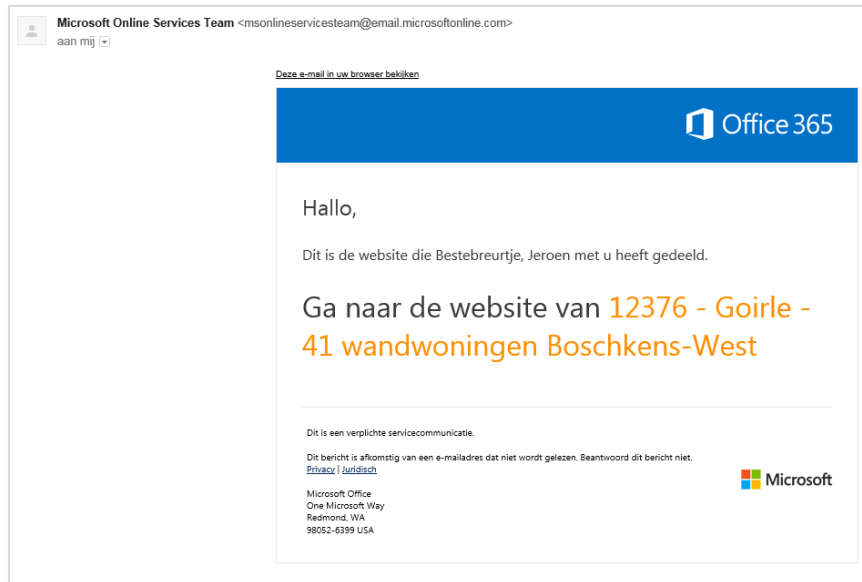 Microsoft Online Services Team <msonlineservicesteam@email.microsoftonline.com>
aan mij
Deze e-mail in uw browser bekijken
Office 365
Hallo,
Dit is de website die Bestebreurtje, Jeroen met u heeft gedeeld.
Ga naar de website van 12376 - Goirle -
41 wandwoningen Boschkens-West
Dit is een verplichte servicecommunicatie.
Dit bericht is afkomstig van een e-mailadres dat niet wordt gelezen. Beantwoord dit bericht niet.
Privacy | Juridisch
Microsoft
Microsoft Office
One Microsoft Way
Redmond, WA
98052-6399 USA